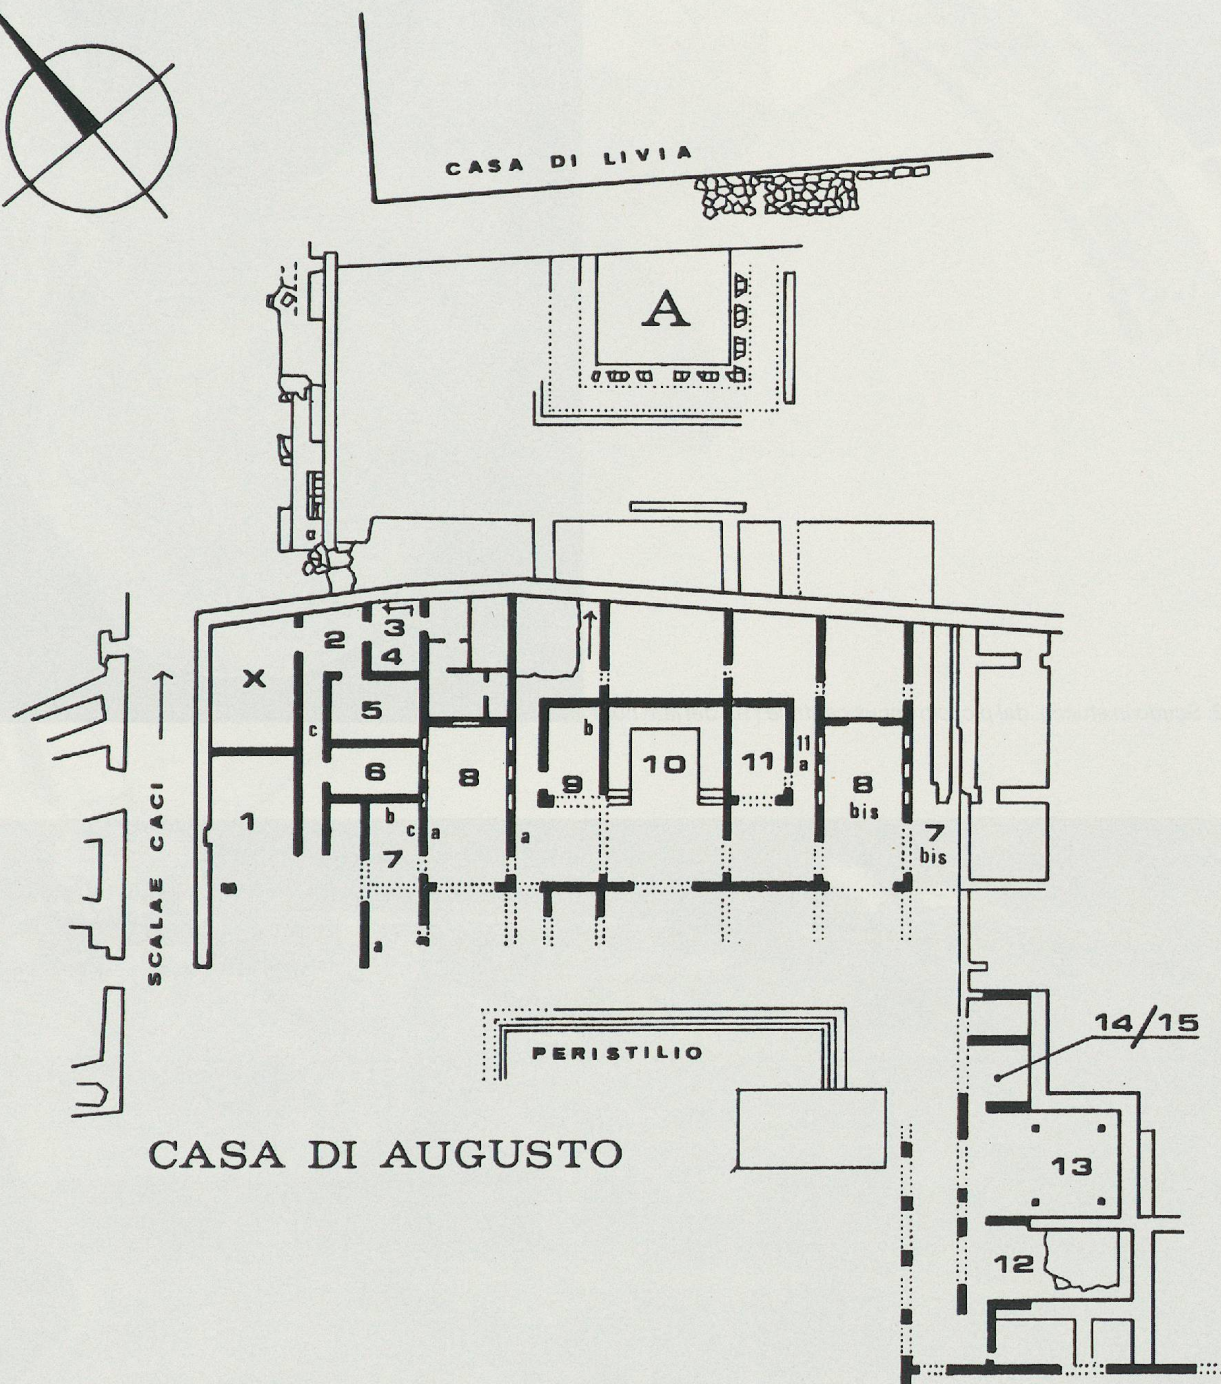 CASA DI LIVIA
A
3
2
4
X
5
c
b
11
a
6
8
9
10
11
8
bis
1
b
c
a
a
7
7
bis
a
a
SCALAE CACI
14/15
PERISTILIO
CASA DI AUGUSTO
13
12